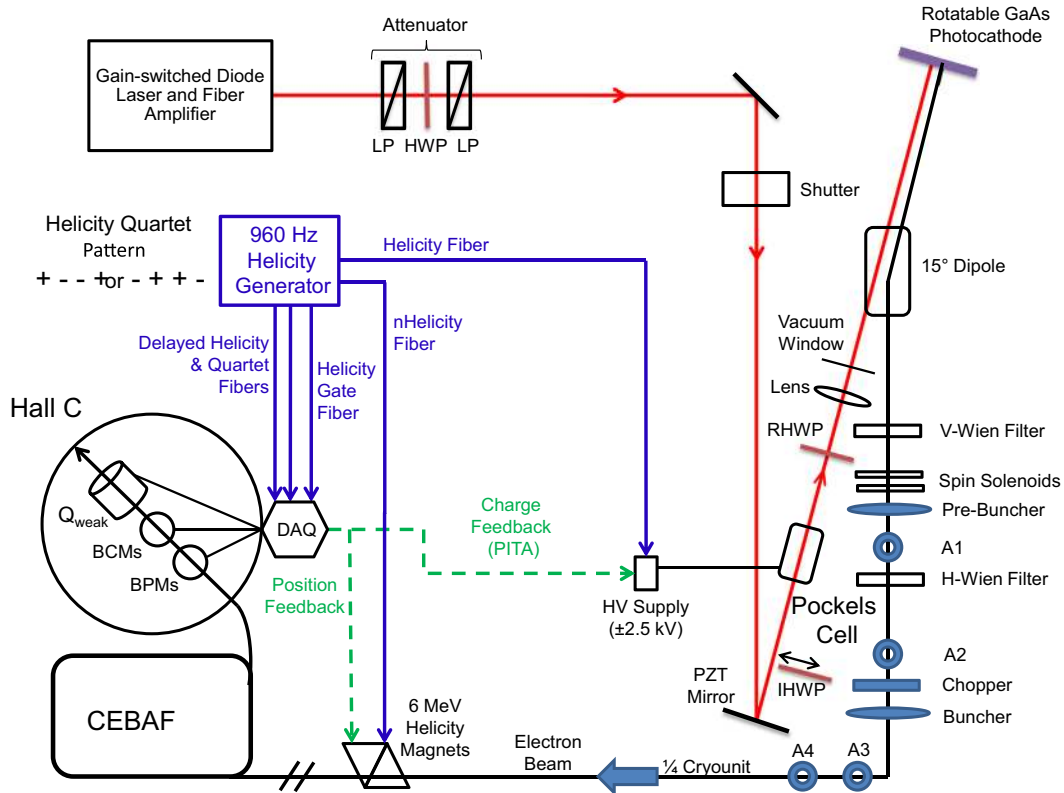 Rotatable GaAs
Photocathode
Attenuator
Gain-switched Diode
Laser and Fiber
Amplifier
LP HWP LP
Shutter
Helicity Quartet
Pattern
+ - - + or - + + -
960 Hz
Helicity
Generator
Helicity Fiber
15° Dipole
nHelicity
Fiber
Vacuum
Window
Delayed Helicity
& Quartet
Fibers
Helicity
Gate
Fiber
Lens
Hall C
RHWP
V-Wien Filter
Spin Solenoids
Pre-Buncher
Qweak
BCMs
BPMs
DAQ
Charge
Feedback
(PITA)
A1
H-Wien Filter
Position
Feedback
HV Supply
(±2.5 kV)
Pockels
Cell
A2
Chopper
Buncher
PZT
Mirror
IHWP
CEBAF
6 MeV
Helicity
Magnets
Electron
Beam
¼ Cryounit
A4
A3